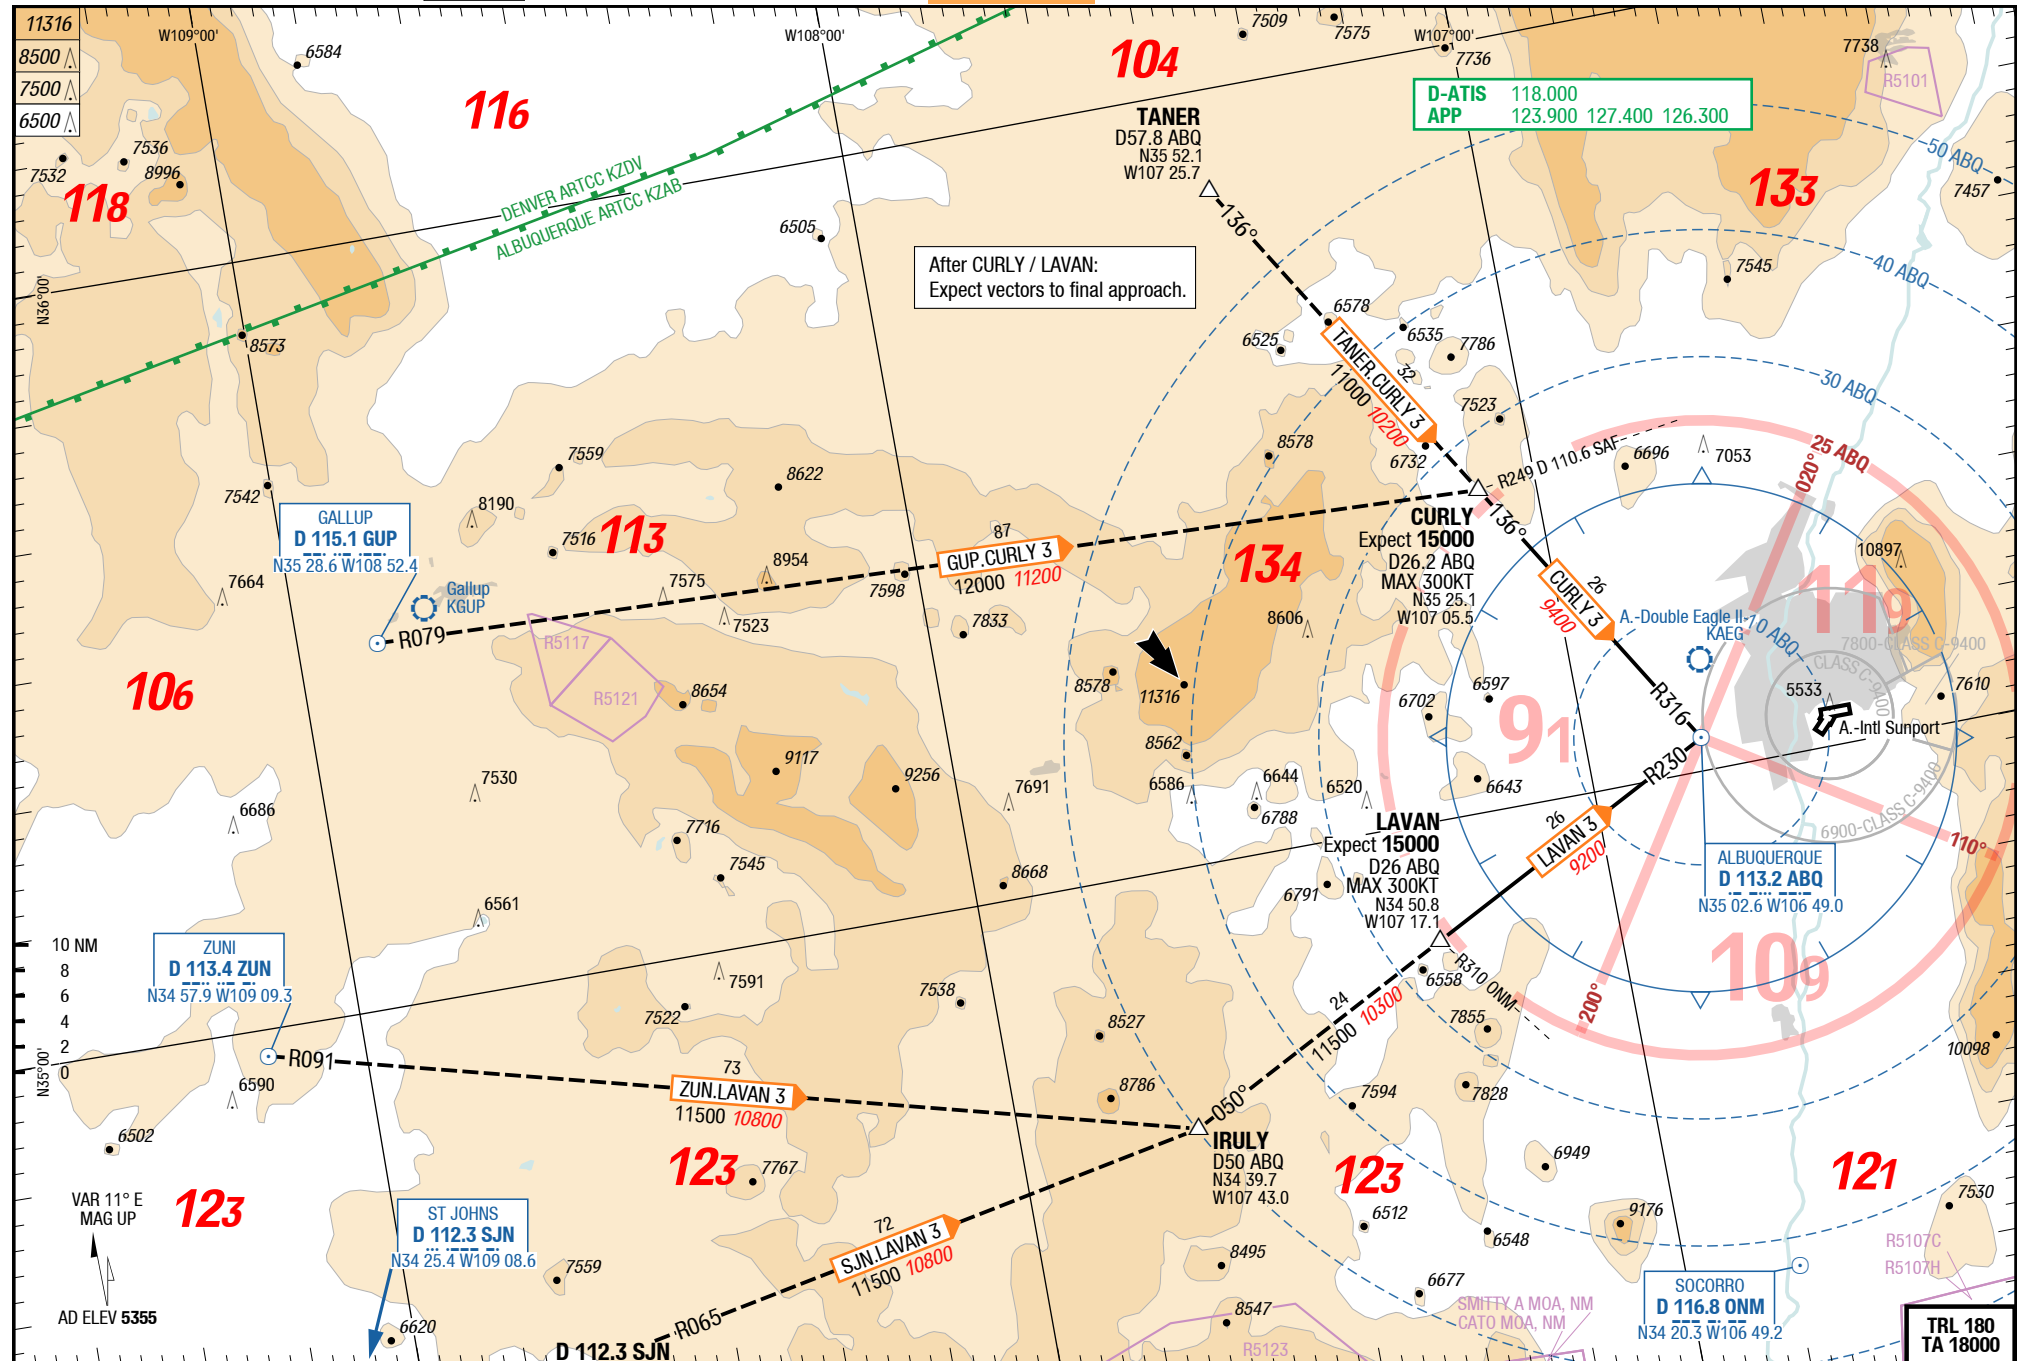 11316
8500
7500
6500
W109°00'
W108°00'
W107°00'
6584
7509
7575
7736
7738
R5101
116
104
D-ATIS 118.000
APP 123.900 127.400 126.300
TANER
D57.8 ABQ
N35 52.1
W107 25.7
7536
7532
8996
118
133
50 ABQ
7457
DENVER ARTCC KZDV
ALBUQUERQUE ARTCC KZAB
6505
136°
After CURLY / LAVAN:
Expect vectors to final approach.
40 ABQ
7545
N36°00'
8573
6578
6525
6535
7786
TANER.CURLY 3
32
11000 10200
30 ABQ
7523
8578
6732
R249 D 110.6 SAF
6696
7053
25 ABQ
020°
7559
8622
7542
8190
GALLUP
D 115.1 GUP
N35 28.6 W108 52.4
7516
113
8954
87
GUP.CURLY 3
12000 11200
134
CURLY
Expect 15000
D26.2 ABQ
MAX 300KT
N35 25.1
W107 05.5
136°
26
CURLY 3
9400
10897
119
7664
Gallup
KGUP
7575
7598
7523
7833
8606
A.-Double Eagle II
KAEG
10 ABQ
7800-CLASS C-9400
CLASS C-9400
R079
R5117
R5121
106
8654
8578
11316
6702
6597
91
R316
5533
7610
A.-Intl Sunport
8562
R230
9117
9256
7530
7691
6586
6644
6788
6520
6643
6686
7716
7545
8668
LAVAN
Expect 15000
D26 ABQ
MAX 300KT
N34 50.8
W107 17.1
26
LAVAN 3
9200
6900-CLASS C-9400
110°
ALBUQUERQUE
D 113.2 ABQ
N35 02.6 W106 49.0
6791
6561
109
10 NM
8
6
4
2
0
N35°00'
ZUNI
D 113.4 ZUN
N34 57.9 W109 09.3
7591
7522
7538
6558
R310 ONM
200°
24
11500 10300
7855
8527
10098
R091
73
ZUN.LAVAN 3
11500 10800
6590
8786
050°
7594
7828
6502
IRULY
D50 ABQ
N34 39.7
W107 43.0
123
7767
123
6949
121
7530
VAR 11° E
MAG UP
123
ST JOHNS
D 112.3 SJN
N34 25.4 W109 08.6
72
SJN.LAVAN 3
11500 10800
6512
6548
9176
R5107C
R5107H
7559
8495
6677
SOCORRO
D 116.8 ONM
N34 20.3 W106 49.2
AD ELEV 5355
6620
R065
D 112.3 SJN
8547
R5123
SMITTY A MOA, NM
CATO MOA, NM
TRL 180
TA 18000